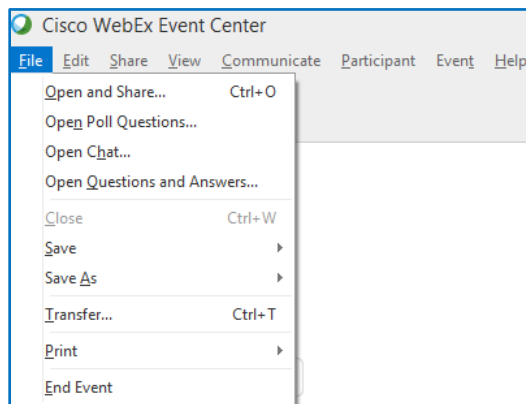 Cisco WebEx Event Center
File Edit Share View Communicate Participant Event Help
Open and Share... Ctrl+O
Open Poll Questions...
Open Chat...
Open Questions and Answers...
Close Ctrl+W
Save
Save As
Transfer... Ctrl+T
Print
End Event